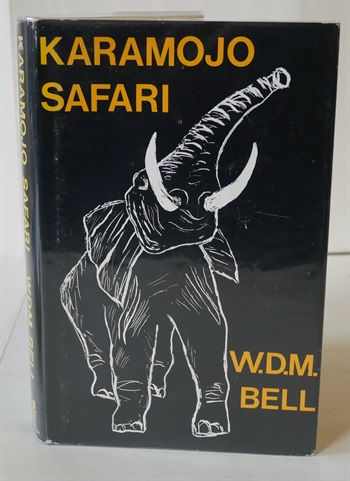 KARAMOJO
SAFARI
W.D.M.
BELL
KARAMOJO SAFARI W.D.M. BELL